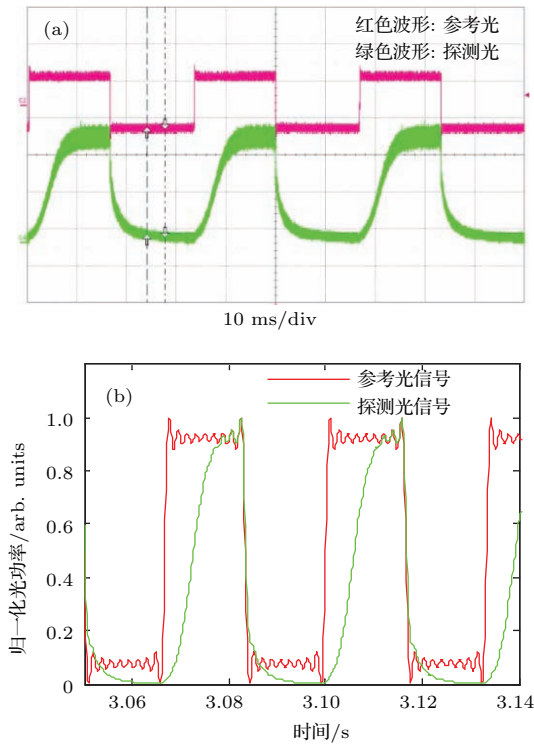 (a)
红色波形: 参考光
绿色波形: 探测光
10 ms/div
(b)
参考光信号
探测光信号
归一化光功率/arb. units
1.0
0.8
0.6
0.4
0.2
0
3.06
3.08
3.10
3.12
3.14
时间/s